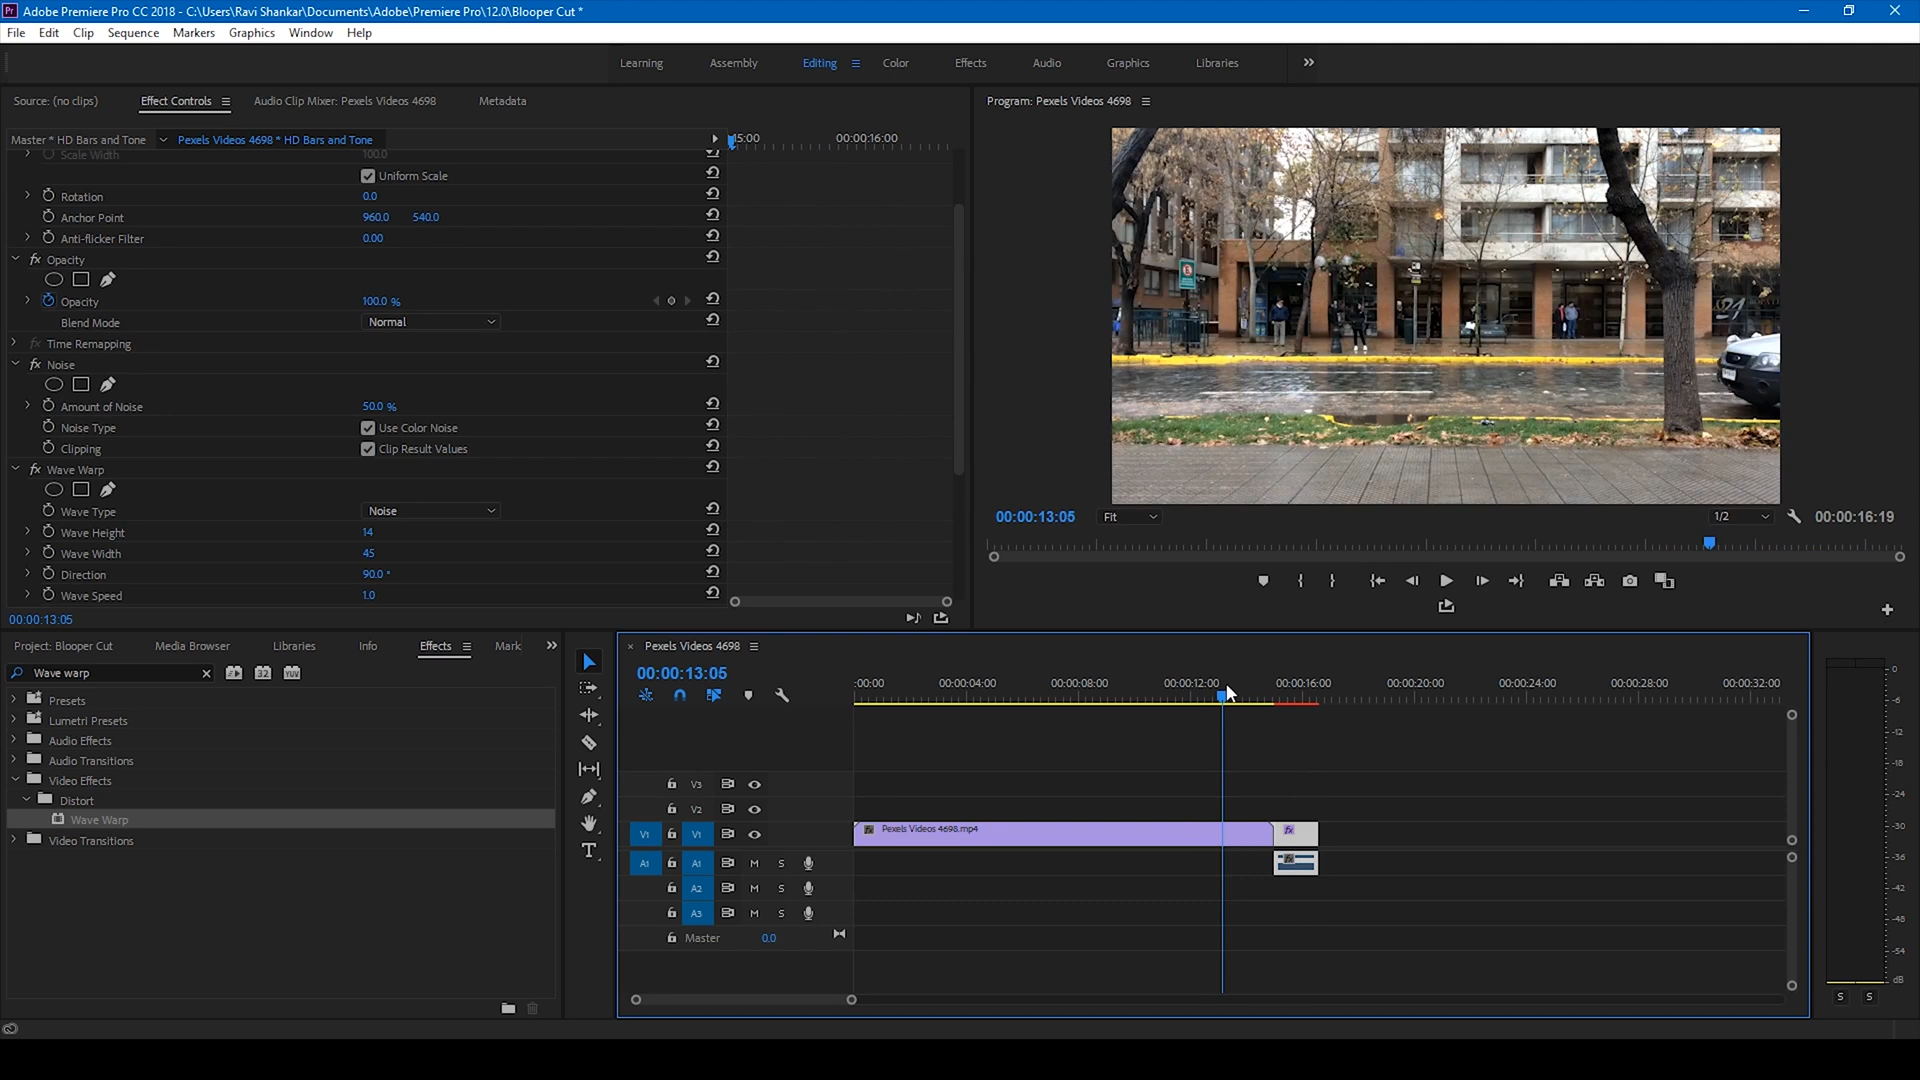 Adobe Premiere Pro CC 2018 - C:\Users\Ravi Shankar\Documents\Adobe\Premiere Pro\12.0\Blooper Cut *
File Edit Clip Sequence Markers Graphics Window Help
Learning Assembly Editing Color Effects Audio Graphics Libraries
Source: (no clips) Effect Controls Audio Clip Mixer: Pexels Videos 4698 Metadata
Program: Pexels Videos 4698
Master * HD Bars and Tone Pexels Videos 4698 * HD Bars and Tone
15:00 00:00:16:00
Scale Width 100.0
Uniform Scale
Rotation 0.0
Anchor Point 960.0 540.0
Anti-flicker Filter 0.00
fx Opacity
Opacity 100.0 %
Blend Mode Normal
fx Time Remapping
fx Noise
Amount of Noise 50.0 %
Noise Type Use Color Noise
Clipping Clip Result Values
fx Wave Warp
Wave Type Noise
Wave Height 14
Wave Width 45
Direction 90.0 °
Wave Speed 1.0
00:00:13:05
00:00:13:05 Fit 1/2 00:00:16:19
Project: Blooper Cut Media Browser Libraries Info Effects Mark
Wave warp 32 YUV
Presets
Lumetri Presets
Audio Effects
Audio Transitions
Video Effects
Distort
Wave Warp
Video Transitions
Pexels Videos 4698
00:00:13:05
:00:00 00:00:04:00 00:00:08:00 00:00:12:00 00:00:16:00 00:00:20:00 00:00:24:00 00:00:28:00 00:00:32:00
V3
V2
V1 V1 fx Pexels Videos 4698.mp4 fx
A1 A1 M S fx
A2 M S
A3 M S
Master 0.0
0
-6
-12
-18
-24
-30
-36
-42
-48
-54
dB
S S